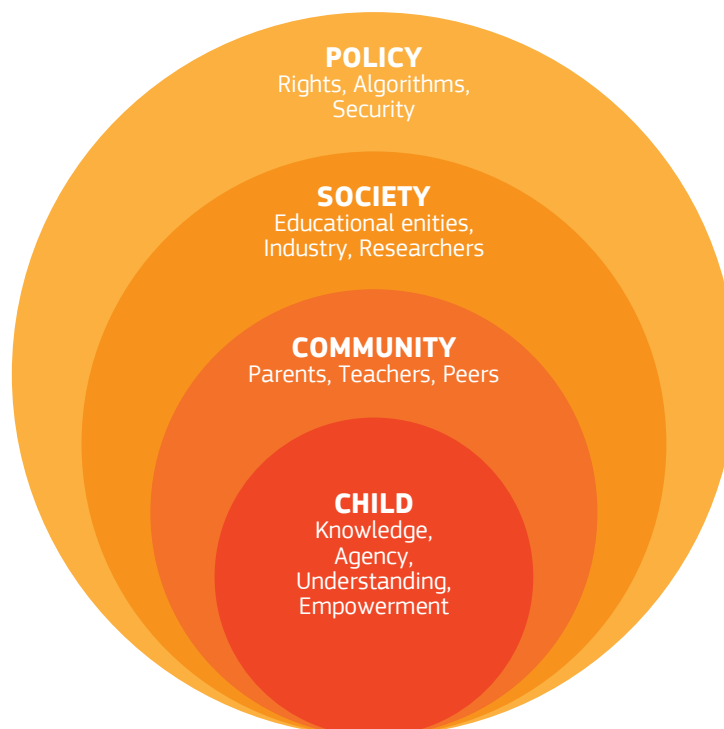 POLICY
Rights, Algorithms,
Security
SOCIETY
Educational enities,
Industry, Researchers
COMMUNITY
Parents, Teachers, Peers
CHILD
Knowledge,
Agency,
Understanding,
Empowerment